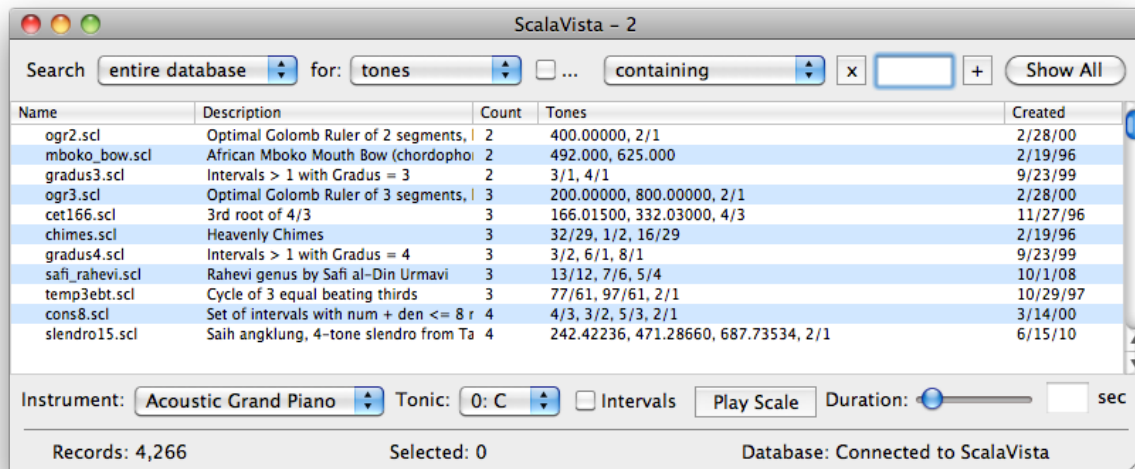 ScalaVista – 2
Search entire database for: tones ... containing x + Show All
Name Description Count Tones Created
ogr2.scl Optimal Golomb Ruler of 2 segments, 2 400.00000, 2/1 2/28/00
mboko_bow.scl African Mboko Mouth Bow 2 492.000, 625.000 2/19/96
gradus3.scl Intervals > 1 with Gradus = 3 2 3/1, 4/1 9/23/99
ogr3.scl Optimal Golomb Ruler of 3 segments, 3 200.00000, 800.00000, 2/1 2/28/00
cet166.scl 3rd root of 4/3 3 166.01500, 332.03000, 4/3 11/27/96
chimes.scl Heavenly Chimes 3 32/29, 1/2, 16/29 2/19/96
gradus4.scl Intervals > 1 with Gradus = 4 3 3/2, 6/1, 8/1 9/23/99
safi_rahevi.scl Rahevi genus by Safi al-Din Urmavi 3 13/12, 7/6, 5/4 10/1/08
temp3ebt.scl Cycle of 3 equal beating thirds 3 77/61, 97/61, 2/1 10/29/97
cons8.scl Set of intervals with num + den <= 8 4 4/3, 3/2, 5/3, 2/1 3/14/00
slendro15.scl Saih angklung, 4-tone slendro from Ta 4 242.42236, 471.28660, 687.73534, 2/1 6/15/10
Instrument: Acoustic Grand Piano Tonic: 0: C Intervals Play Scale Duration: sec
Records: 4,266 Selected: 0 Database: Connected to ScalaVista